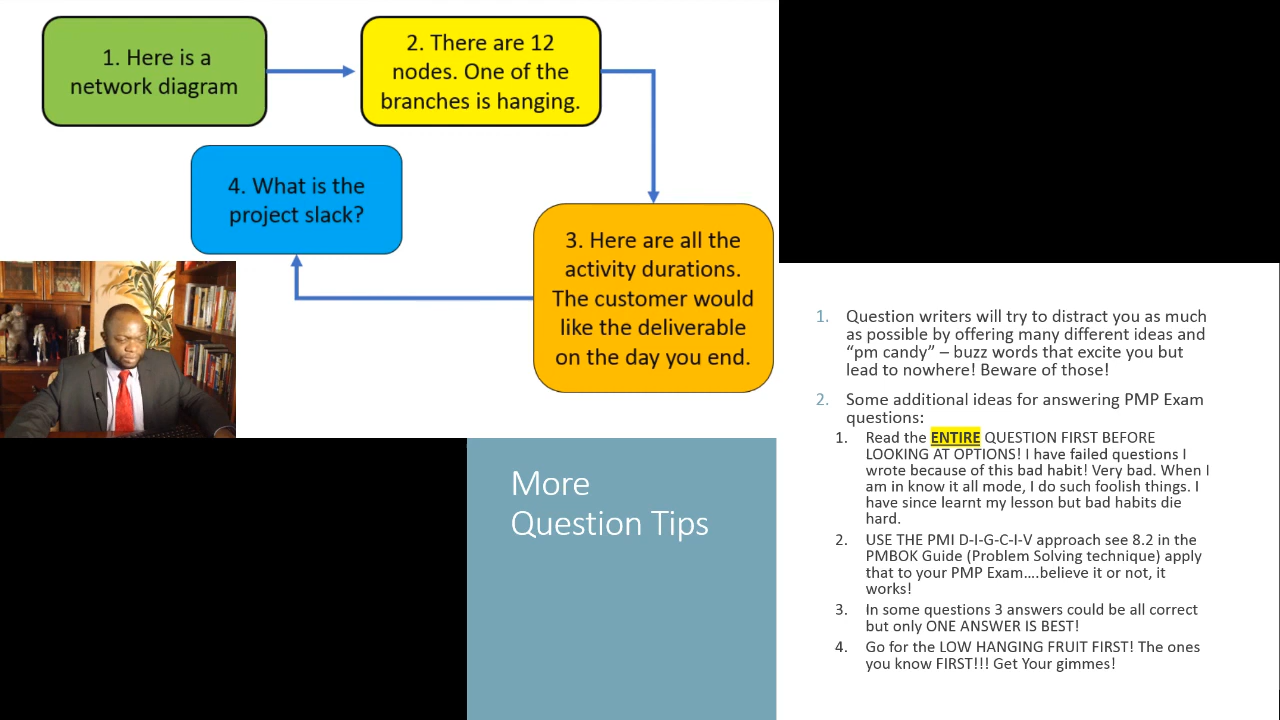 1. Here is a
network diagram
2. There are 12
nodes. One of the
branches is hanging.
3. Here are all the
activity durations.
The customer would
like the deliverable
on the day you end.
4. What is the
project slack?
More
Question Tips
1. Question writers will try to distract you as much
as possible by offering many different ideas and
“pm candy” – buzz words that excite you but
lead to nowhere! Beware of those!
2. Some additional ideas for answering PMP Exam
questions:
1. Read the ENTIRE QUESTION FIRST BEFORE
LOOKING AT OPTIONS! I have failed questions I
wrote because of this bad habit! Very bad. When I
am in know it all mode, I do such foolish things. I
have since learnt my lesson but bad habits die
hard.
2. USE THE PMI D-I-G-C-I-V approach see 8.2 in the
PMBOK Guide (Problem Solving technique) apply
that to your PMP Exam....believe it or not, it
works!
3. In some questions 3 answers could be all correct
but only ONE ANSWER IS BEST!
4. Go for the LOW HANGING FRUIT FIRST! The ones
you know FIRST!!! Get Your gimmes!